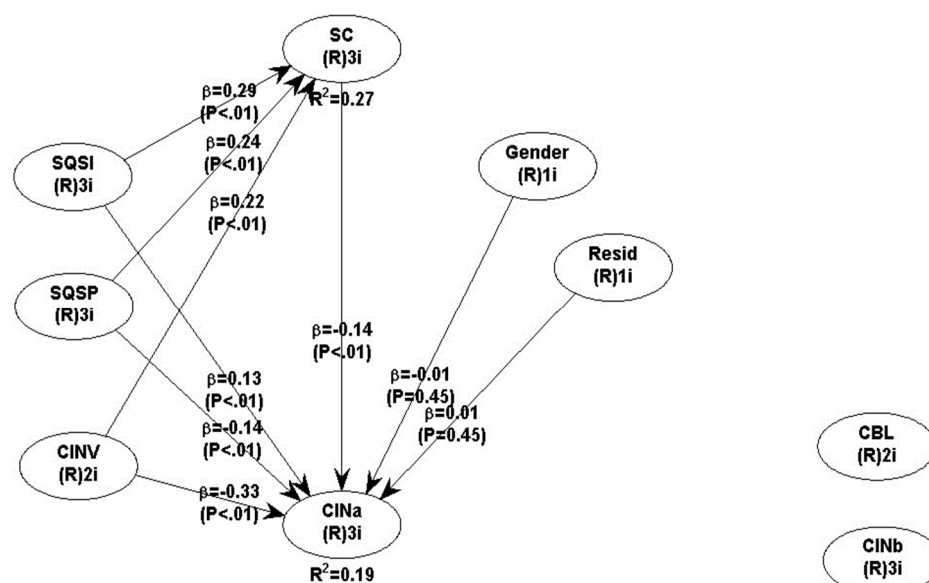 SC
(R)3i
R²=0.27
β=0.29
(P<.01)
β=0.24
(P<.01)
β=0.22
(P<.01)
SQSI
(R)3i
Gender
(R)1i
Resid
(R)1i
SQSP
(R)3i
β=-0.14
(P<.01)
β=0.13
(P<.01)
β=-0.01
(P=0.45)
β=0.01
(P=0.45)
β=-0.14
(P<.01)
CINV
(R)2i
β=-0.33
(P<.01)
CINa
(R)3i
R²=0.19
CBL
(R)2i
CINb
(R)3i